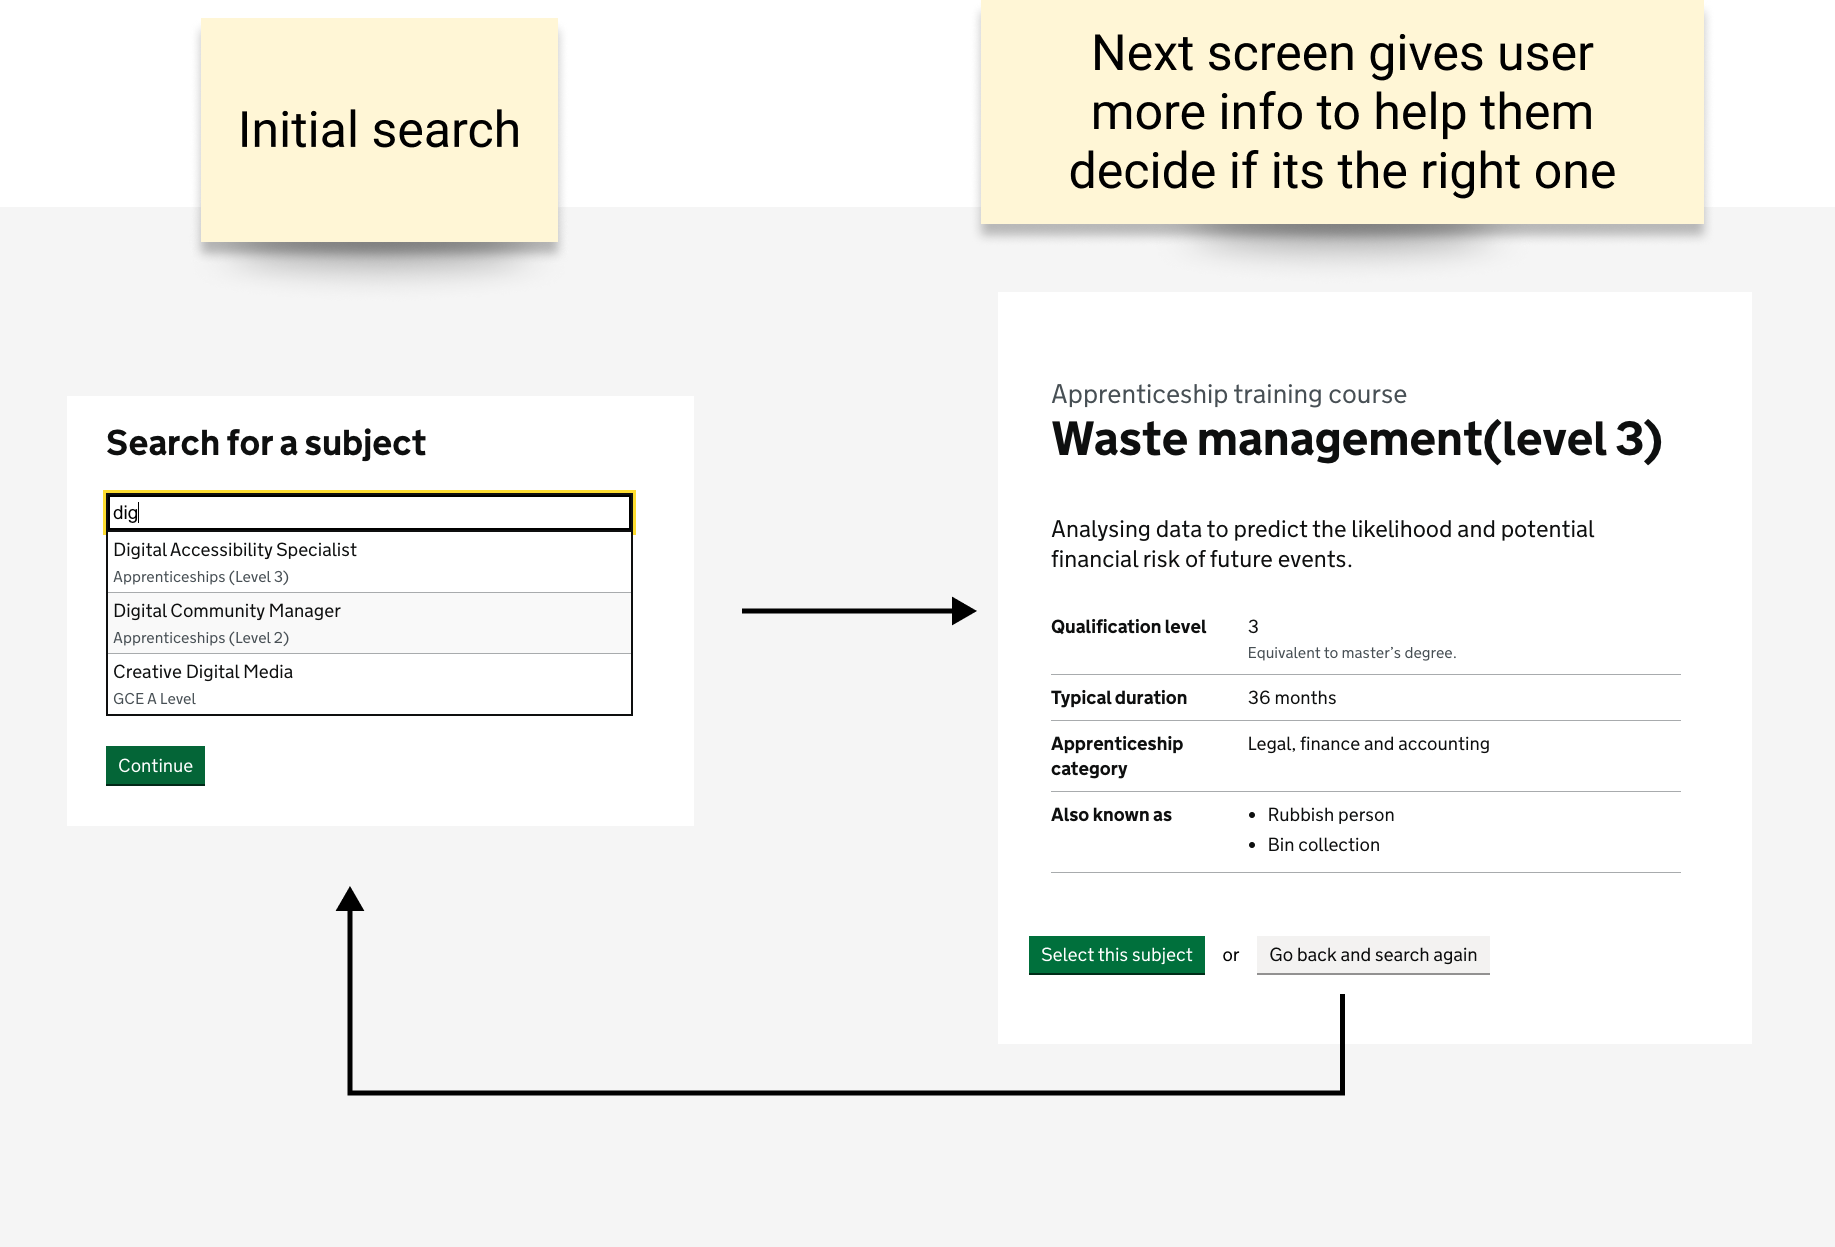 Initial search
Next screen gives user
more info to help them
decide if its the right one
Search for a subject
dig
Digital Accessibility Specialist
Apprenticeships (Level 3)
Digital Community Manager
Apprenticeships (Level 2)
Creative Digital Media
GCE A Level
Continue
Apprenticeship training course
Waste management(level 3)
Analysing data to predict the likelihood and potential
financial risk of future events.
Qualification level 3
Equivalent to master’s degree.
Typical duration 36 months
Apprenticeship Legal, finance and accounting
category
Also known as • Rubbish person
• Bin collection
Select this subject or Go back and search again